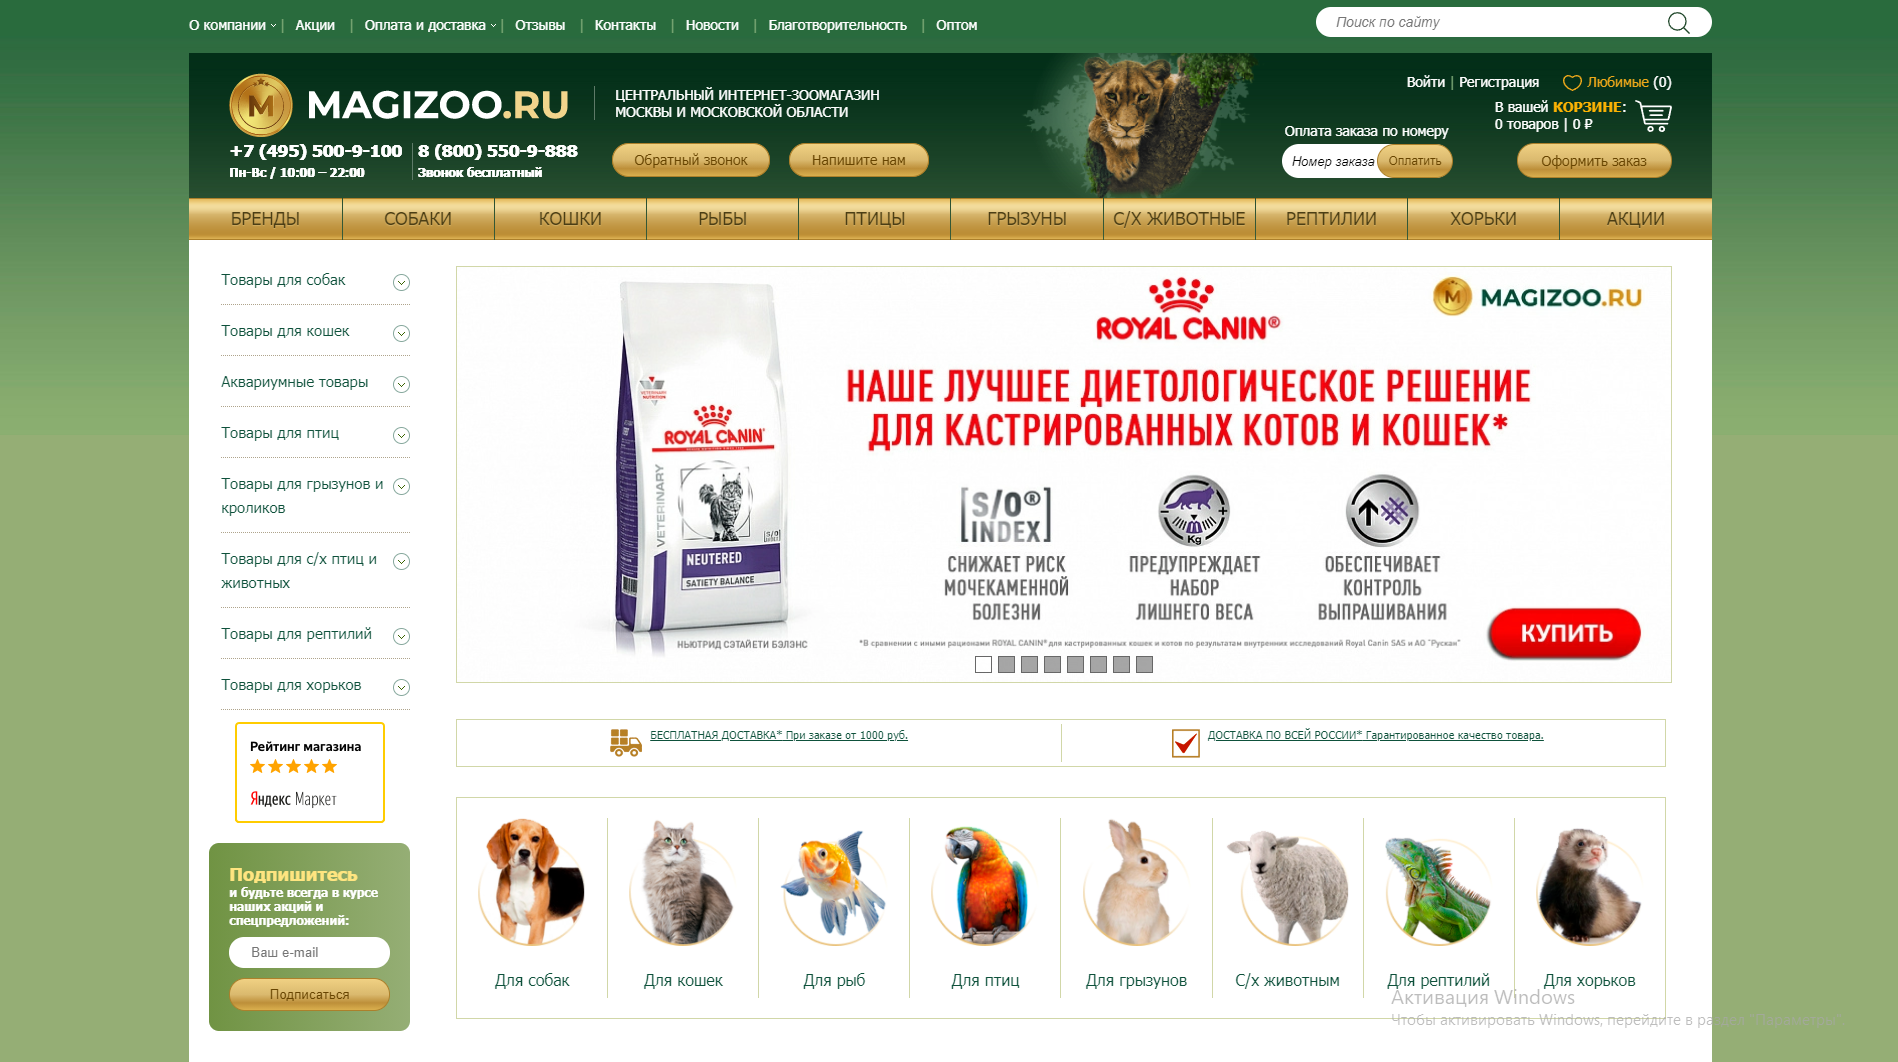 О компании
Акции
Оплата и доставка
Отзывы
Контакты
Новости
Благотворительность
Оптом
Поиск по сайту
M
MAGIZOO.RU
ЦЕНТРАЛЬНЫЙ ИНТЕРНЕТ-ЗООМАГАЗИН
МОСКВЫ И МОСКОВСКОЙ ОБЛАСТИ
Войти | Регистрация
Любимые (0)
В вашей КОРЗИНЕ:
0 товаров | 0 ₽
+7 (495) 500-9-100
Пн-Вс / 10:00 – 22:00
8 (800) 550-9-888
Звонок бесплатный
Обратный звонок
Напишите нам
Оплата заказа по номеру
Номер заказа
Оплатить
Оформить заказ
БРЕНДЫ
СОБАКИ
КОШКИ
РЫБЫ
ПТИЦЫ
ГРЫЗУНЫ
С/Х ЖИВОТНЫЕ
РЕПТИЛИИ
ХОРЬКИ
АКЦИИ
Товары для собак
Товары для кошек
Аквариумные товары
Товары для птиц
Товары для грызунов и
кроликов
Товары для с/х птиц и
животных
Товары для рептилий
Товары для хорьков
Рейтинг магазина
Яндекс Маркет
Подпишитесь
и будьте всегда в курсе
наших акций и
спецпредложений:
Ваш e-mail
Подписаться
ROYAL CANIN®
M
MAGIZOO.RU
НАШЕ ЛУЧШЕЕ ДИЕТОЛОГИЧЕСКОЕ РЕШЕНИЕ
ДЛЯ КАСТРИРОВАННЫХ КОТОВ И КОШЕК*
ROYAL CANIN
VETERINARY
[S/O]
INDEX
NEUTERED
SATIETY BALANCE
НЬЮТРИД СЭТАЙЕТИ БЭЛЭНС
[S/O®
INDEX]
СНИЖАЕТ РИСК
МОЧЕКАМЕННОЙ
БОЛЕЗНИ
- +
Kg
ПРЕДУПРЕЖДАЕТ
НАБОР
ЛИШНЕГО ВЕСА
ОБЕСПЕЧИВАЕТ
КОНТРОЛЬ
ВЫПРАШИВАНИЯ
КУПИТЬ
*В сравнении с иными рационами ROYAL CANIN® для кастрированных кошек и котов по результатам внутренних исследований Royal Canin SAS и АО "Рускан"
БЕСПЛАТНАЯ ДОСТАВКА* При заказе от 1000 руб.
ДОСТАВКА ПО ВСЕЙ РОССИИ* Гарантированное качество товара.
Для собак
Для кошек
Для рыб
Для птиц
Для грызунов
С/х животным
Для рептилий
Для хорьков
Активация Windows
Чтобы активировать Windows, перейдите в раздел "Параметры